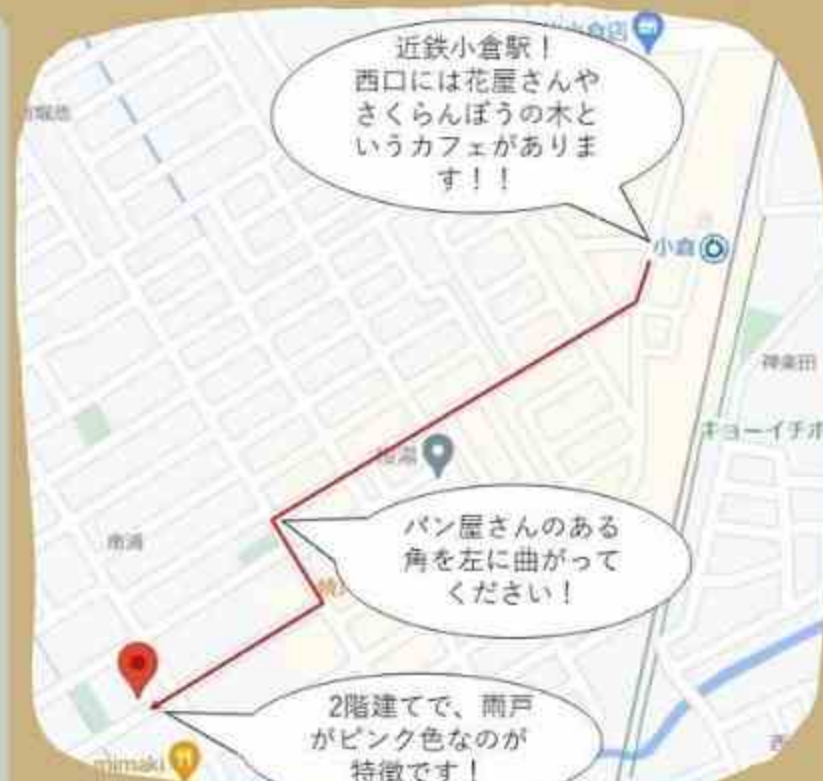 近鉄小倉駅！
西口には花屋さんや
さくらんぼうの木と
いうカフェがありま
す！！
小倉
神楽田
キョーイチボ
南浦
パン屋さんのある
角を左に曲がって
ください！
2階建てで、雨戸
がピンク色なのが
特徴です！
mimaki